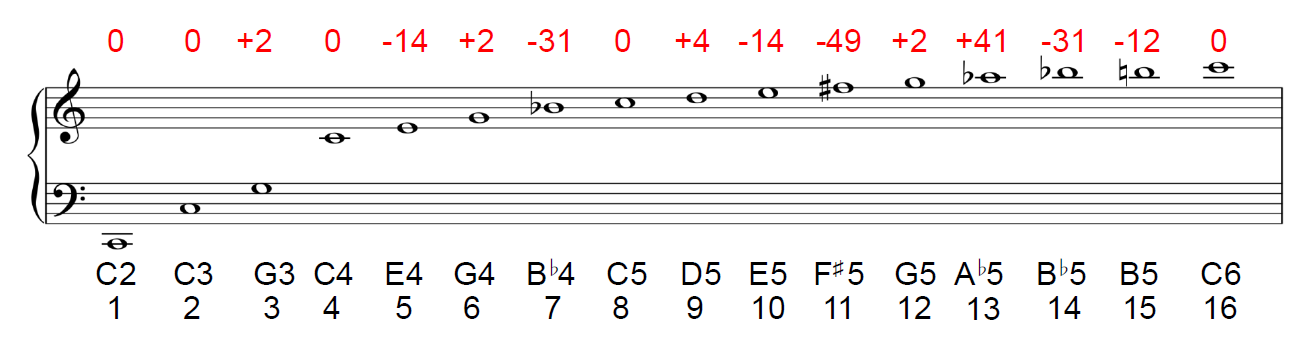 0 0 +2 0 -14 +2 -31 0 +4 -14 -49 +2 +41 -31 -12 0
C2 C3 G3 C4 E4 G4 B♭4 C5 D5 E5 F♯5 G5 A♭5 B♭5 B5 C6
1 2 3 4 5 6 7 8 9 10 11 12 13 14 15 16